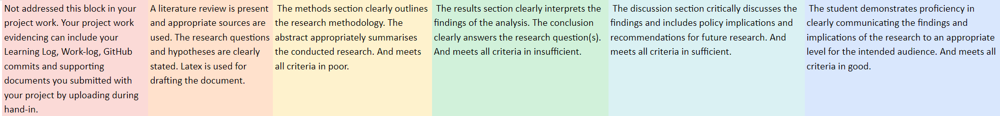 Not addressed this block in your
project work. Your project work
evidencing can include your
Learning Log, Work-log, GitHub
commits and supporting
documents you submitted with
your project by uploading during
hand-in.
A literature review is present
and appropriate sources are
used. The research questions
and hypotheses are clearly
stated. Latex is used for
drafting the document.
The methods section clearly outlines
the research methodology. The
abstract appropriately summarises
the conducted research. And meets
all criteria in poor.
The results section clearly interprets the
findings of the analysis. The conclusion
clearly answers the research question(s).
And meets all criteria in insufficient.
The discussion section critically discusses the
findings and includes policy implications and
recommendations for future research. And
meets all criteria in sufficient.
The student demonstrates proficiency in
clearly communicating the findings and
implications of the research to an appropriate
level for the intended audience. And meets all
criteria in good.